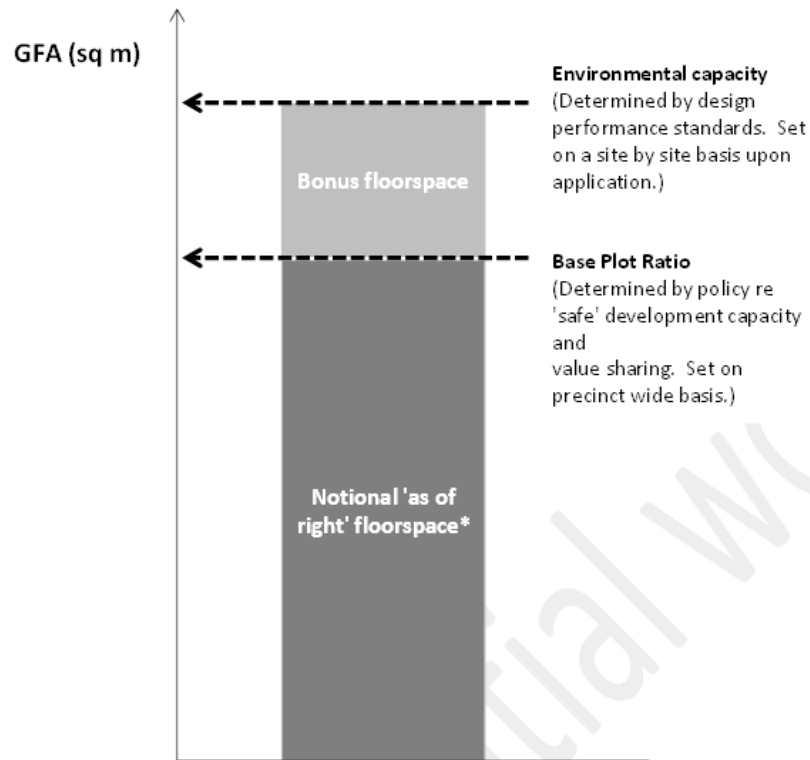 GFA (sq m)
Environmental capacity
(Determined by design
performance standards. Set
on a site by site basis upon
application.)
Bonus floorspace
Base Plot Ratio
(Determined by policy re
'safe' development capacity
and
value sharing. Set on
precinct wide basis.)
Notional 'as of
right' floorspace*